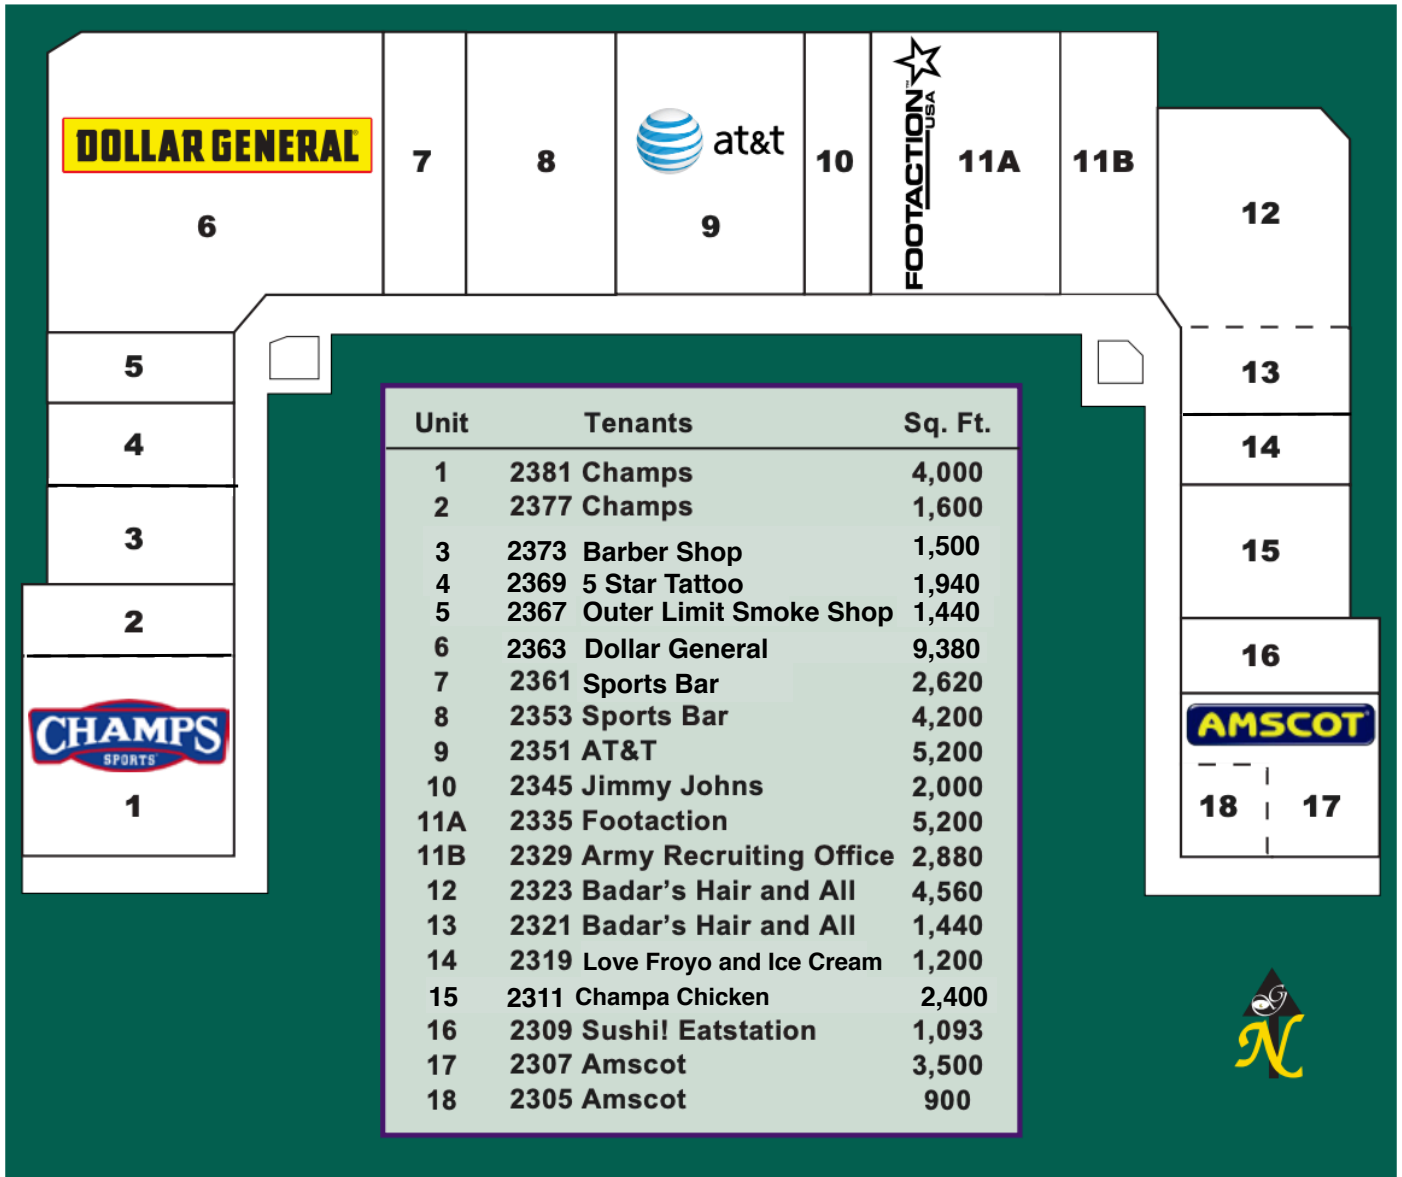 DOLLAR GENERAL
6
7
8
at&t
9
10
FOOTACTION USA
11A
11B
12
5
4
3
2
CHAMPS
SPORTS
1
13
14
15
16
AMSCOT
18
17
Unit Tenants Sq. Ft.
1 2381 Champs 4,000
2 2377 Champs 1,600
3 2373 Barber Shop 1,500
4 2369 5 Star Tattoo 1,940
5 2367 Outer Limit Smoke Shop 1,440
6 2363 Dollar General 9,380
7 2361 Sports Bar 2,620
8 2353 Sports Bar 4,200
9 2351 AT&T 5,200
10 2345 Jimmy Johns 2,000
11A 2335 Footaction 5,200
11B 2329 Army Recruiting Office 2,880
12 2323 Badar's Hair and All 4,560
13 2321 Badar's Hair and All 1,440
14 2319 Love Froyo and Ice Cream 1,200
15 2311 Champa Chicken 2,400
16 2309 Sushi! Eatstation 1,093
17 2307 Amscot 3,500
18 2305 Amscot 900
N